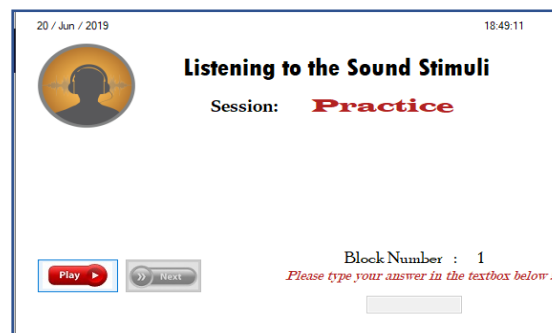 20 / Jun / 2019 18:49:11
Listening to the Sound Stimuli
Session: Practice
Block Number : 1
Please type your answer in the textbox below :
Play Next